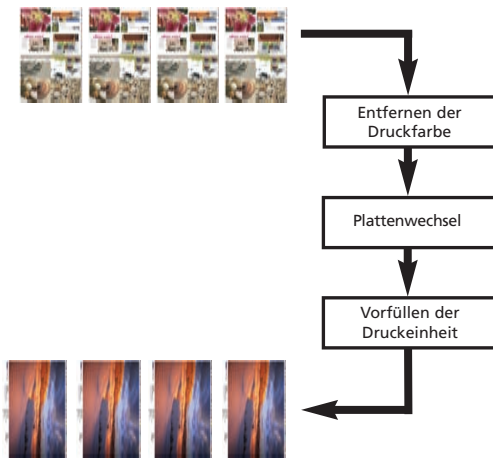 Entfernen der
Druckfarbe
Plattenwechsel
Vorfüllen der
Druckeinheit